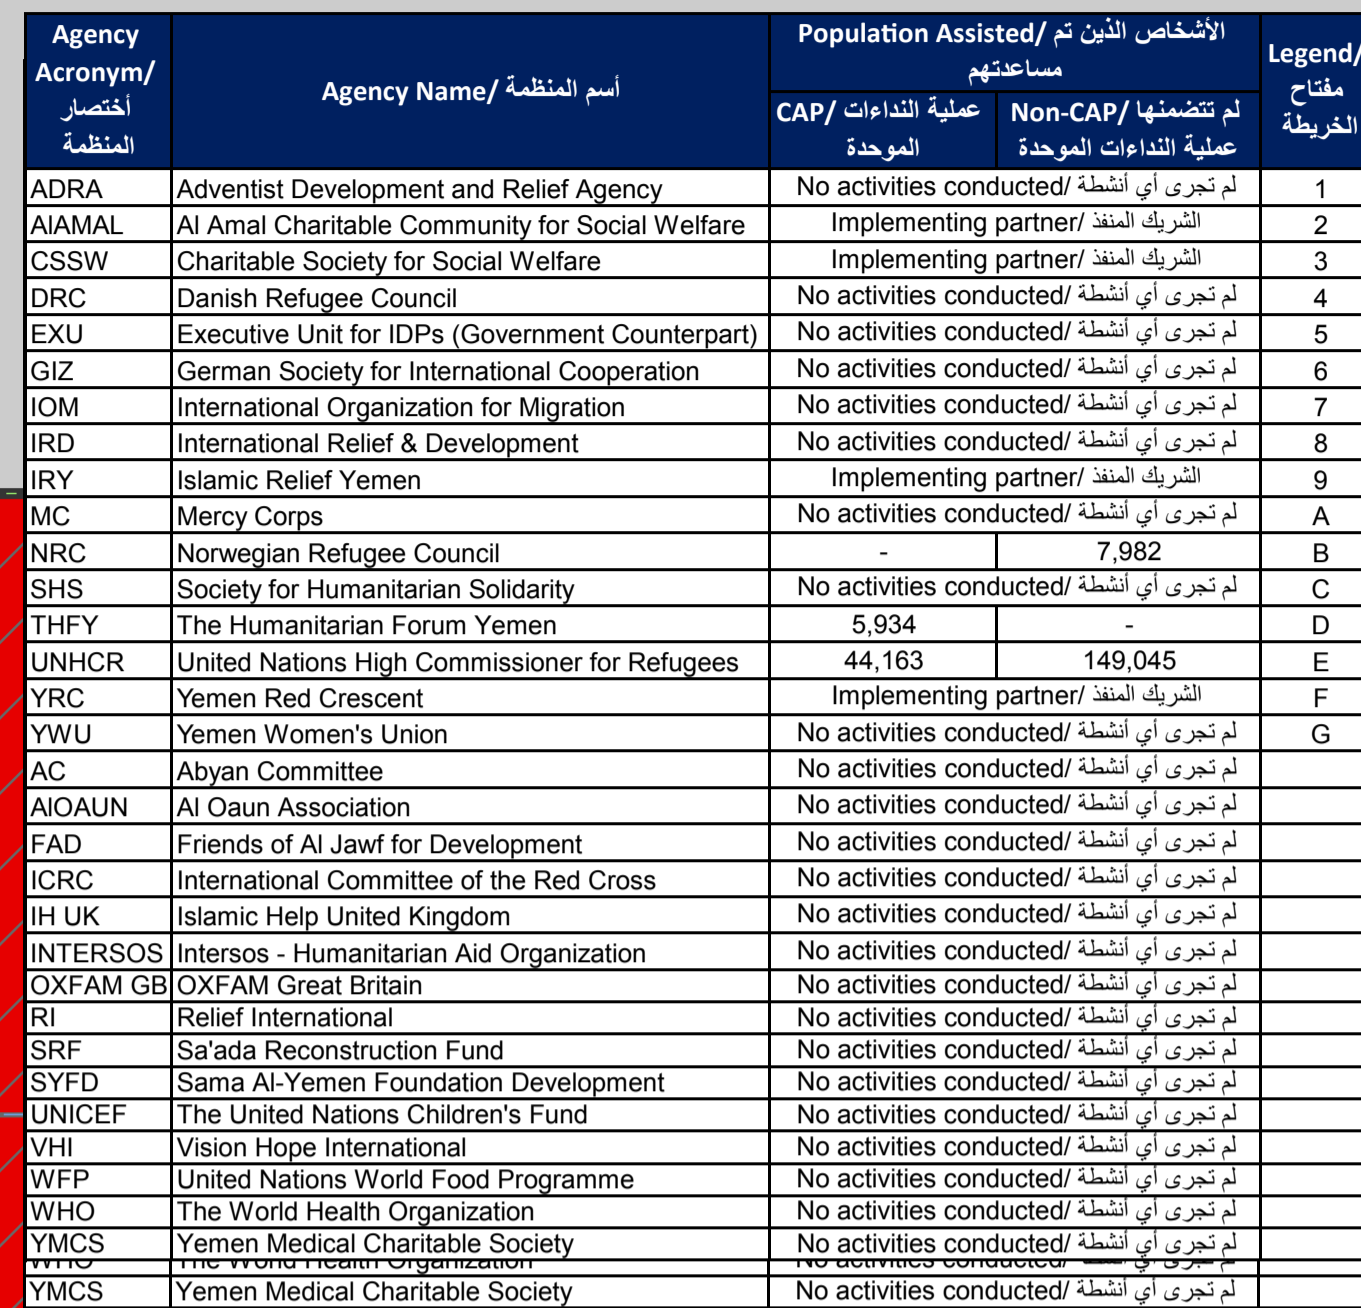 Agency Acronym/ أختصار المنظمة
Agency Name/ أسم المنظمة
Population Assisted/ الأشخاص الذين تم مساعدتهم
CAP/ عملية النداءات الموحدة
Non-CAP/ لم تتضمنها عملية النداءات الموحدة
Legend/ مفتاح الخريطة
ADRA Adventist Development and Relief Agency No activities conducted/ لم تجرى أي أنشطة 1
AlAMAL Al Amal Charitable Community for Social Welfare Implementing partner/ الشريك المنفذ 2
CSSW Charitable Society for Social Welfare Implementing partner/ الشريك المنفذ 3
DRC Danish Refugee Council No activities conducted/ لم تجرى أي أنشطة 4
EXU Executive Unit for IDPs (Government Counterpart) No activities conducted/ لم تجرى أي أنشطة 5
GIZ German Society for International Cooperation No activities conducted/ لم تجرى أي أنشطة 6
IOM International Organization for Migration No activities conducted/ لم تجرى أي أنشطة 7
IRD International Relief & Development No activities conducted/ لم تجرى أي أنشطة 8
IRY Islamic Relief Yemen Implementing partner/ الشريك المنفذ 9
MC Mercy Corps No activities conducted/ لم تجرى أي أنشطة A
NRC Norwegian Refugee Council - 7,982 B
SHS Society for Humanitarian Solidarity No activities conducted/ لم تجرى أي أنشطة C
THFY The Humanitarian Forum Yemen 5,934 - D
UNHCR United Nations High Commissioner for Refugees 44,163 149,045 E
YRC Yemen Red Crescent Implementing partner/ الشريك المنفذ F
YWU Yemen Women's Union No activities conducted/ لم تجرى أي أنشطة G
AC Abyan Committee No activities conducted/ لم تجرى أي أنشطة
AlOAUN Al Oaun Association No activities conducted/ لم تجرى أي أنشطة
FAD Friends of Al Jawf for Development No activities conducted/ لم تجرى أي أنشطة
ICRC International Committee of the Red Cross No activities conducted/ لم تجرى أي أنشطة
IH UK Islamic Help United Kingdom No activities conducted/ لم تجرى أي أنشطة
INTERSOS Intersos - Humanitarian Aid Organization No activities conducted/ لم تجرى أي أنشطة
OXFAM GB OXFAM Great Britain No activities conducted/ لم تجرى أي أنشطة
RI Relief International No activities conducted/ لم تجرى أي أنشطة
SRF Sa'ada Reconstruction Fund No activities conducted/ لم تجرى أي أنشطة
SYFD Sama Al-Yemen Foundation Development No activities conducted/ لم تجرى أي أنشطة
UNICEF The United Nations Children's Fund No activities conducted/ لم تجرى أي أنشطة
VHI Vision Hope International No activities conducted/ لم تجرى أي أنشطة
WFP United Nations World Food Programme No activities conducted/ لم تجرى أي أنشطة
WHO The World Health Organization No activities conducted/ لم تجرى أي أنشطة
YMCS Yemen Medical Charitable Society No activities conducted/ لم تجرى أي أنشطة
WHO The World Health Organization No activities conducted/ لم تجرى أي أنشطة
YMCS Yemen Medical Charitable Society No activities conducted/ لم تجرى أي أنشطة